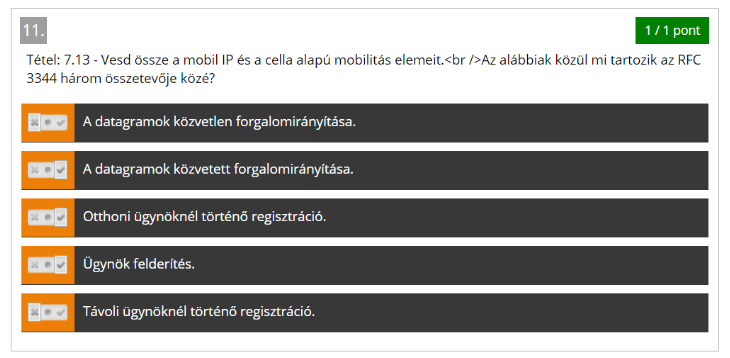 11.
1 / 1 pont
Tétel: 7.13 - Vesd össze a mobil IP és a cella alapú mobilitás elemeit.<br />Az alábbiak közül mi tartozik az RFC
3344 három összetevője közé?
A datagramok közvetlen forgalomirányítása.
A datagramok közvetett forgalomirányítása.
Otthoni ügynöknél történő regisztráció.
Ügynök felderítés.
Távoli ügynöknél történő regisztráció.